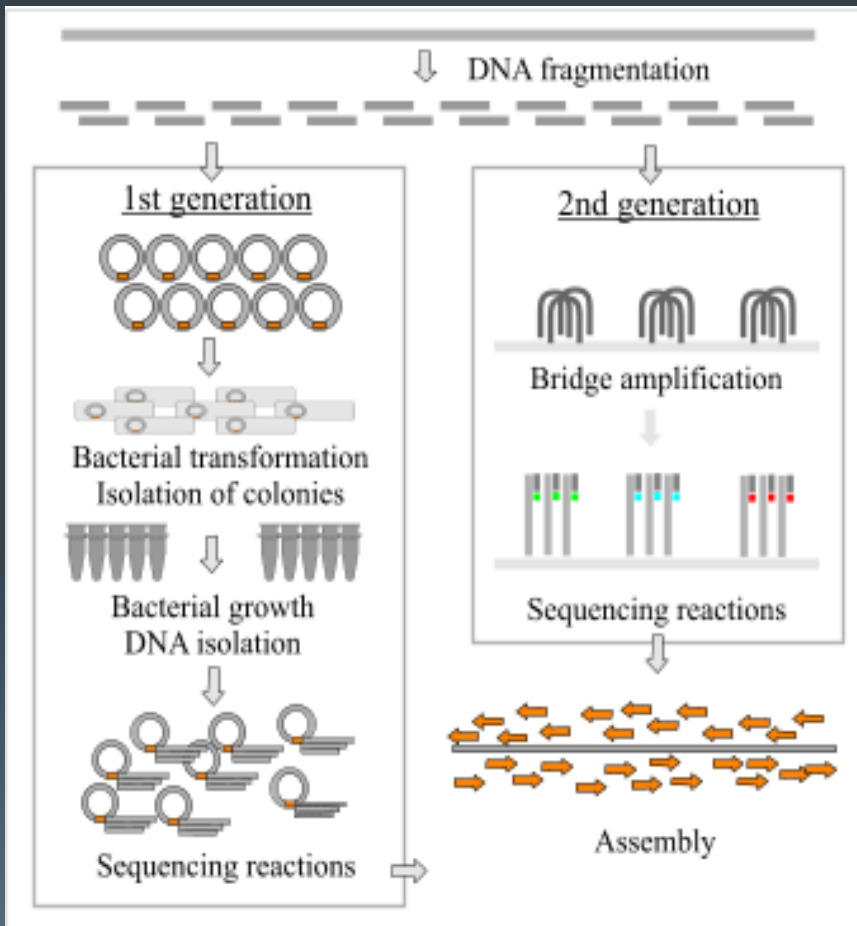 DNA fragmentation
1st generation
Bacterial transformation
Isolation of colonies
Bacterial growth
DNA isolation
Sequencing reactions
2nd generation
Bridge amplification
Sequencing reactions
Assembly